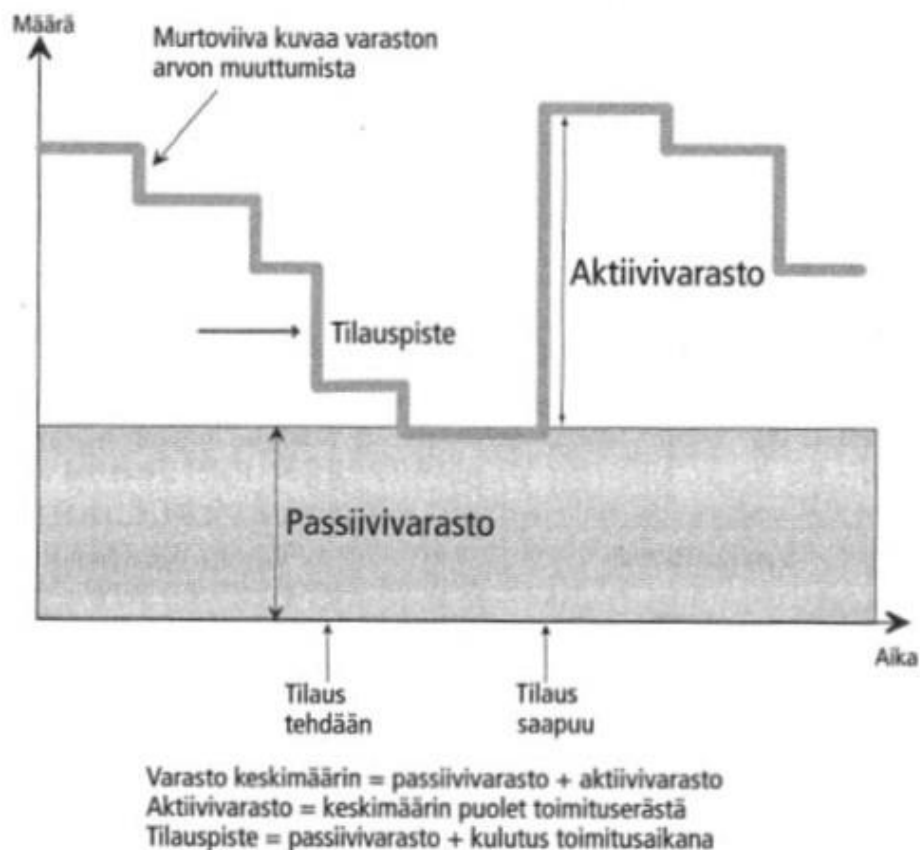 Määrä
Murtoviiva kuvaa varaston
arvon muuttumista
Aktiivivarasto
Tilauspiste
Passiivivarasto
Aika
Tilaus
tehdään
Tilaus
saapuu
Varasto keskimäärin = passiivivarasto + aktiivivarasto
Aktiivivarasto = keskimäärin puolet toimituserästä
Tilauspiste = passiivivarasto + kulutus toimitusaikana